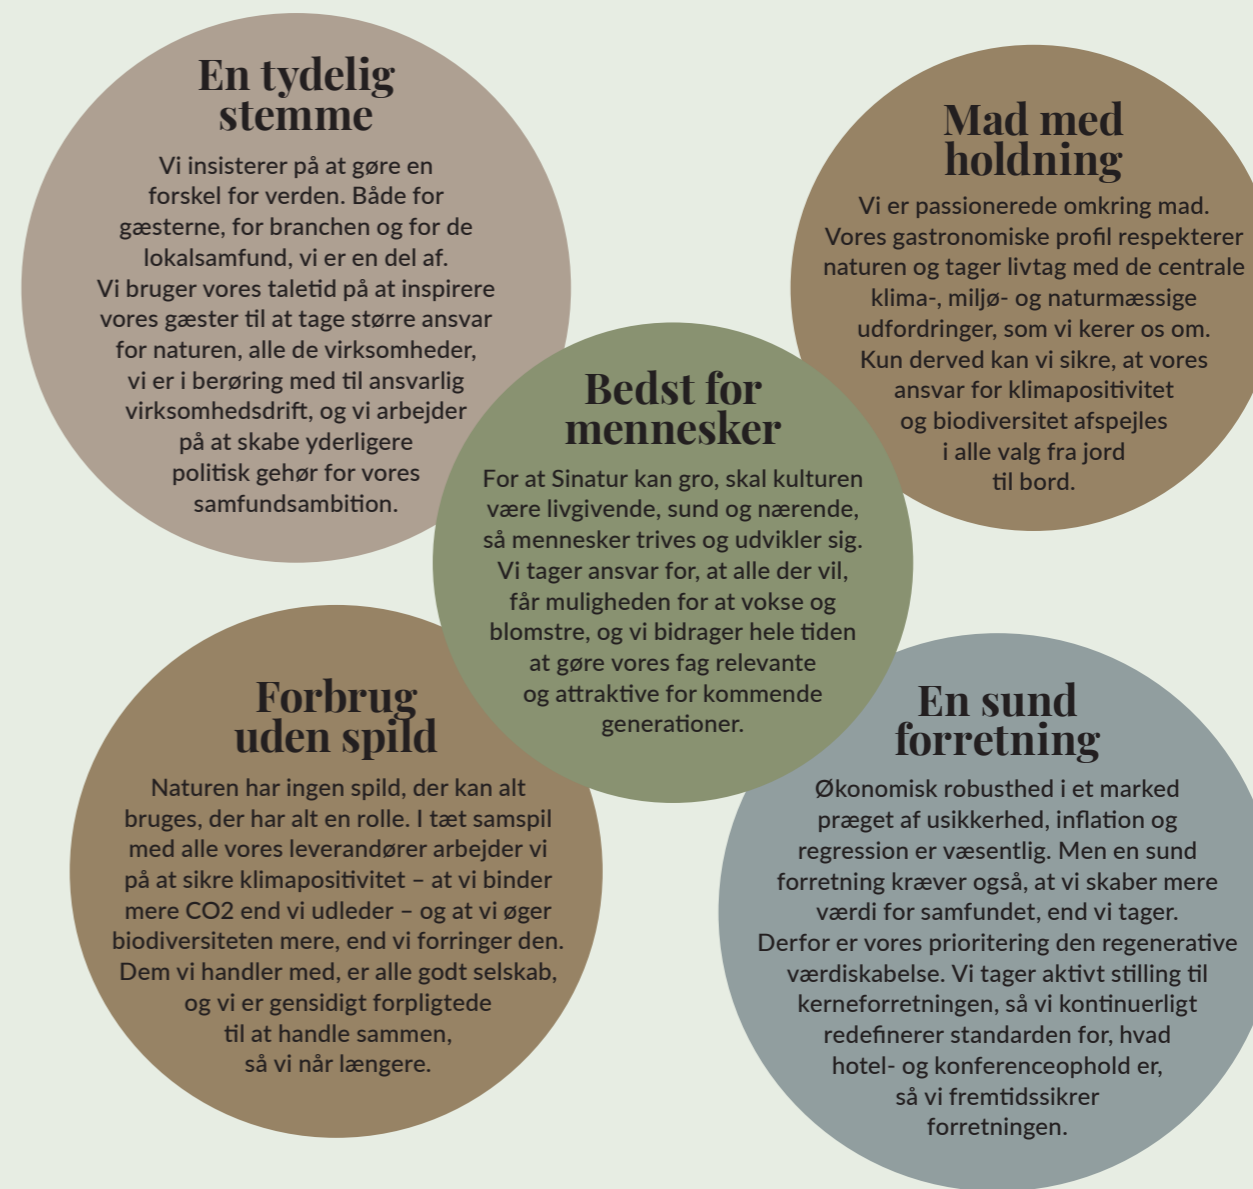 En tydelig
stemme
Vi insisterer på at gøre en
forskel for verden. Både for
gæsterne, for branchen og for de
lokalsamfund, vi er en del af.
Vi bruger vores taletid på at inspirere
vores gæster til at tage større ansvar
for naturen, alle de virksomheder,
vi er i berøring med til ansvarlig
virksomhedsdrift, og vi arbejder
på at skabe yderligere
politisk gehør for vores
samfundsambition.
Mad med
holdning
Vi er passionerede omkring mad.
Vores gastronomiske profil respekterer
naturen og tager livtag med de centrale
klima-, miljø- og naturmæssige
udfordringer, som vi kerer os om.
Kun derved kan vi sikre, at vores
ansvar for klimapositivitet
og biodiversitet afspejles
i alle valg fra jord
til bord.
Bedst for
mennesker
For at Sinatur kan gro, skal kulturen
være livgivende, sund og nærende,
så mennesker trives og udvikler sig.
Vi tager ansvar for, at alle der vil,
får muligheden for at vokse og
blomstre, og vi bidrager hele tiden
at gøre vores fag relevante
og attraktive for kommende
generationer.
Forbrug
uden spild
Naturen har ingen spild, der kan alt
bruges, der har alt en rolle. I tæt samspil
med alle vores leverandører arbejder vi
på at sikre klimapositivitet – at vi binder
mere CO2 end vi udleder – og at vi øger
biodiversiteten mere, end vi forringer den.
Dem vi handler med, er alle godt selskab,
og vi er gensidigt forpligtede
til at handle sammen,
så vi når længere.
En sund
forretning
Økonomisk robusthed i et marked
præget af usikkerhed, inflation og
regression er væsentlig. Men en sund
forretning kræver også, at vi skaber mere
værdi for samfundet, end vi tager.
Derfor er vores prioritering den regenerative
værdiskabelse. Vi tager aktivt stilling til
kerneforretningen, så vi kontinuerligt
redefinerer standarden for, hvad
hotel- og konferenceophold er,
så vi fremtidssikrer
forretningen.